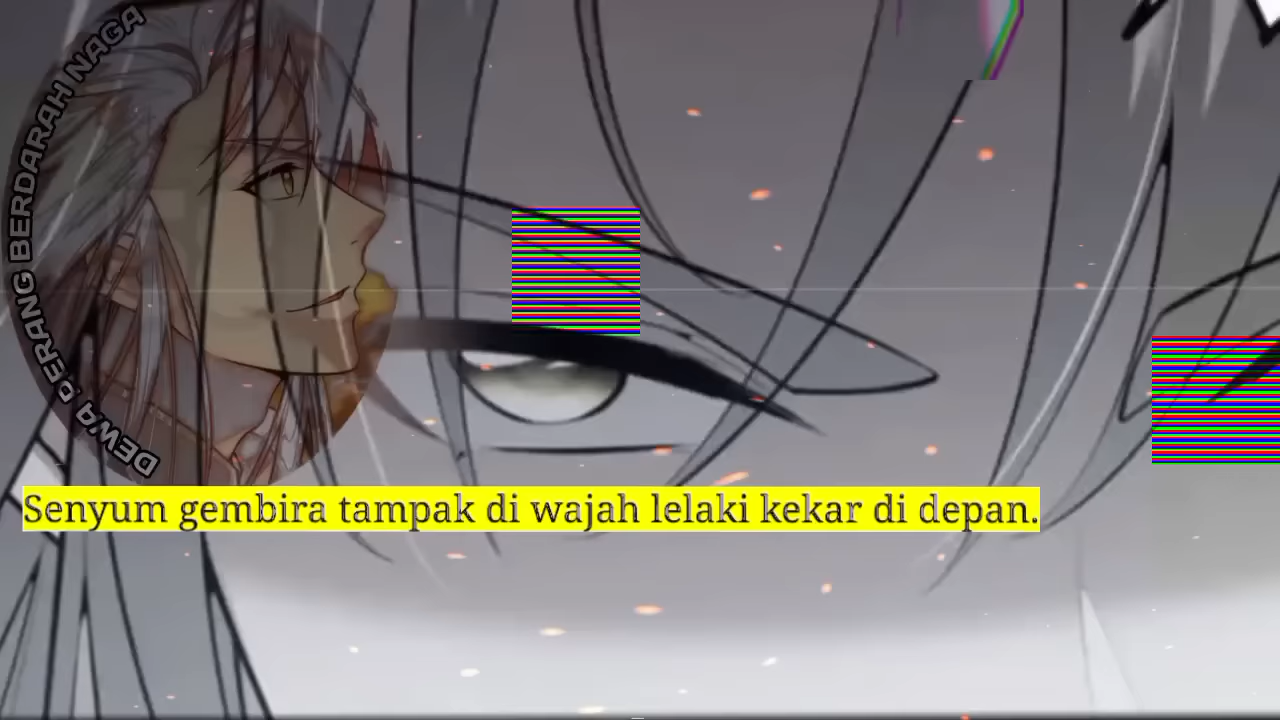 DEWA PERANG BERDARAH NAGA
Senyum gembira tampak di wajah lelaki kekar di depan.